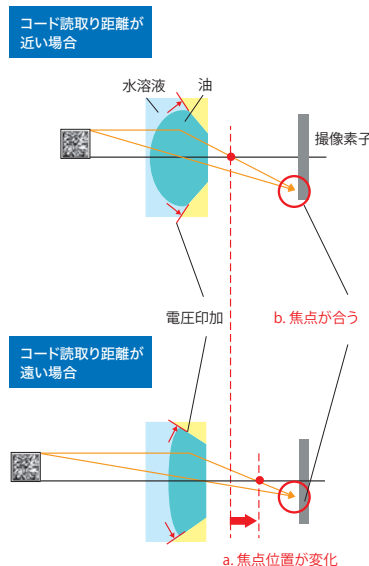 コード読取り距離が
近い場合
水溶液
油
撮像素子
電圧印加
b. 焦点が合う
コード読取り距離が
遠い場合
a. 焦点位置が変化